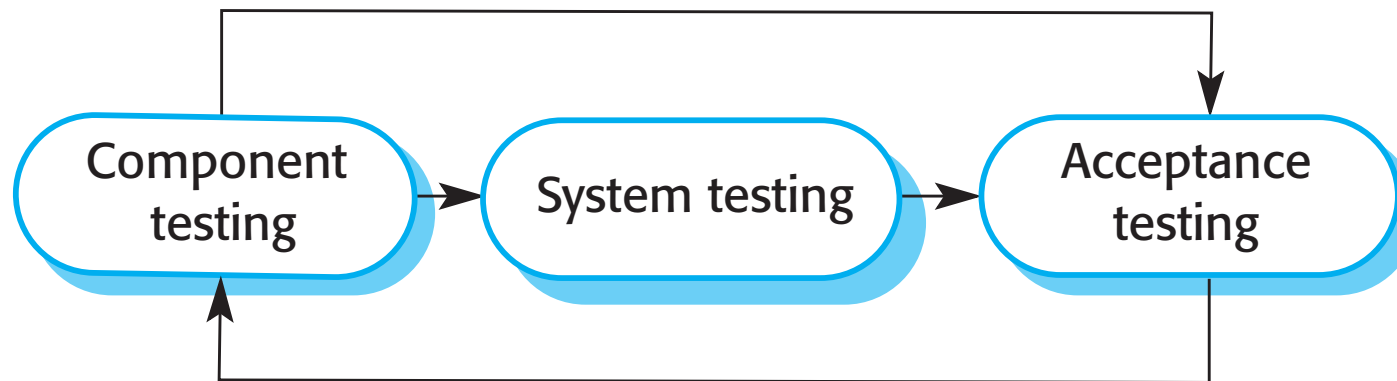 Component
testing
System testing
Acceptance
testing